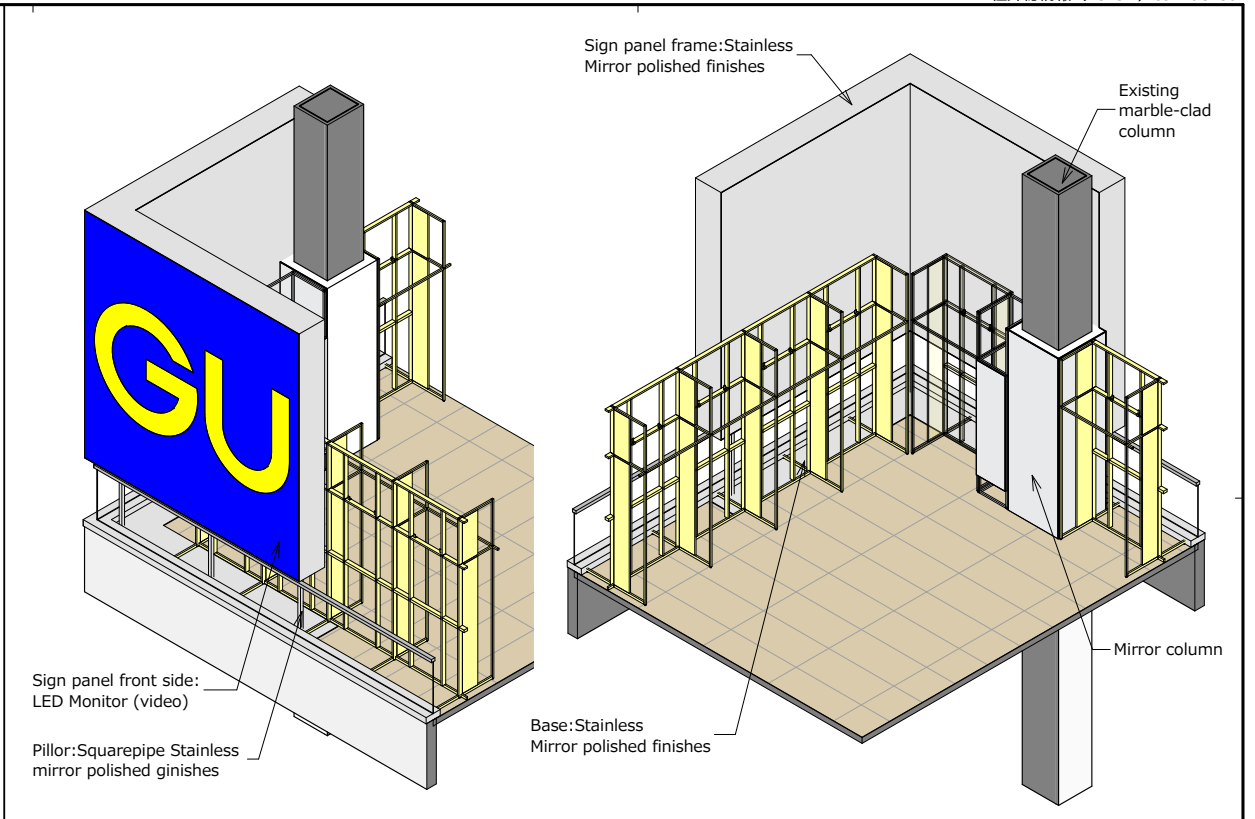 Sign panel frame:Stainless
Mirror polished finishes
Existing
marble-clad
column
GU
Sign panel front side:
LED Monitor (video)
Pillor:Squarepipe Stainless
mirror polished ginishes
Base:Stainless
Mirror polished finishes
Mirror column